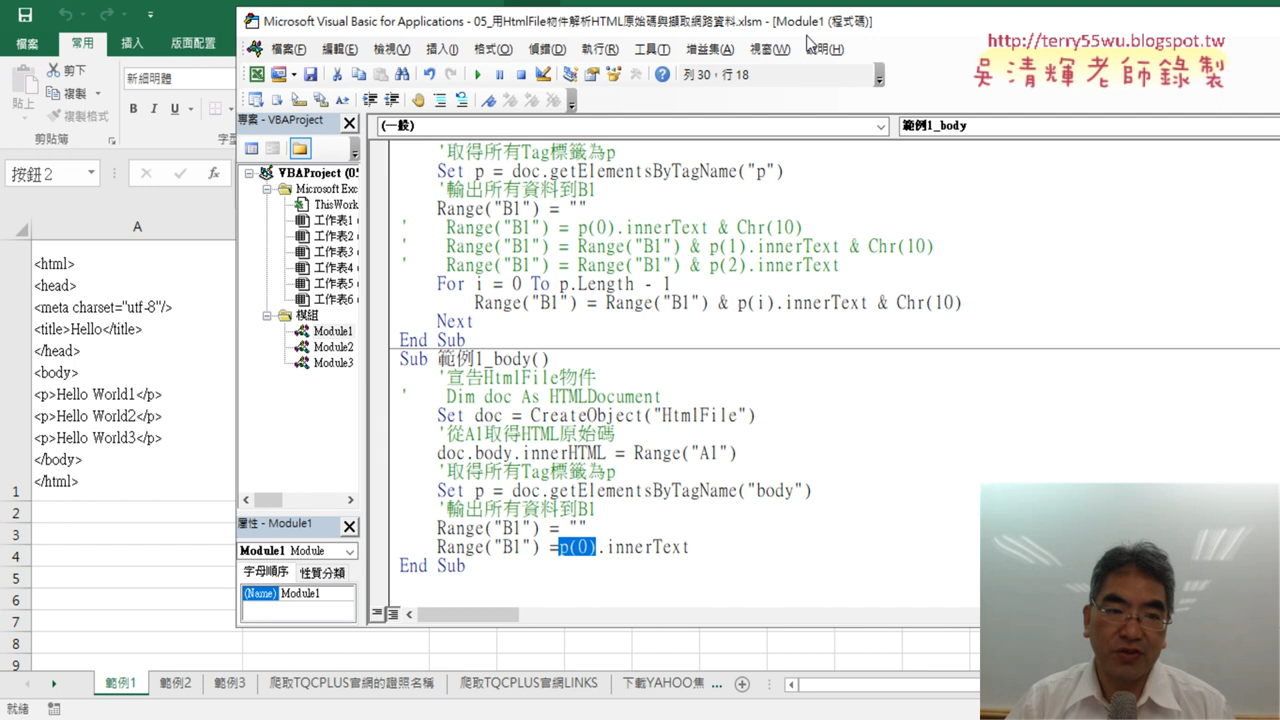 Microsoft Visual Basic for Applications - 05_用HtmlFile物件解析HTML原始碼與擷取網路資料.xlsm - [Module1 (程式碼)]
http://terry55wu.blogspot.tw
吳清輝老師錄製
檔案 常用 插入 版面配置
檔案(F) 編輯(E) 檢視(V) 插入(I) 格式(O) 偵錯(D) 執行(R) 工具(T) 增益集(A) 視窗(W) 說明(H)
剪下
複製
複製格式
貼上
剪貼簿
新細明體
B I U
字型
列 30，行 18
專案 - VBAProject
(一般)
範例1_body
按鈕2
fx
A
VBAProject (05
Microsoft Exc
ThisWork
工作表1
工作表2
工作表3
工作表4
工作表5
工作表6
模組
Module1
Module2
Module3
屬性 - Module1
Module1 Module
字母順序 性質分類
(Name) Module1
<html>
<head>
<meta charset="utf-8"/>
<title>Hello</title>
</head>
<body>
<p>Hello World1</p>
<p>Hello World2</p>
<p>Hello World3</p>
</body>
</html>
1
2
3
4
5
6
7
8
9
'取得所有Tag標籤為p
Set p = doc.getElementsByTagName("p")
'輸出所有資料到B1
Range("B1") = ""
' Range("B1") = p(0).innerText & Chr(10)
' Range("B1") = Range("B1") & p(1).innerText & Chr(10)
' Range("B1") = Range("B1") & p(2).innerText
For i = 0 To p.Length - 1
Range("B1") = Range("B1") & p(i).innerText & Chr(10)
Next
End Sub
Sub 範例1_body()
'宣告HtmlFile物件
' Dim doc As HTMLDocument
Set doc = CreateObject("HtmlFile")
'從A1取得HTML原始碼
doc.body.innerHTML = Range("A1")
'取得所有Tag標籤為p
Set p = doc.getElementsByTagName("body")
'輸出所有資料到B1
Range("B1") = ""
Range("B1") =p(0).innerText
End Sub
範例1 範例2 範例3 爬取TQCPLUS官網的證照名稱 爬取TQCPLUS官網LINKS 下載YAHOO焦 ...
就緒